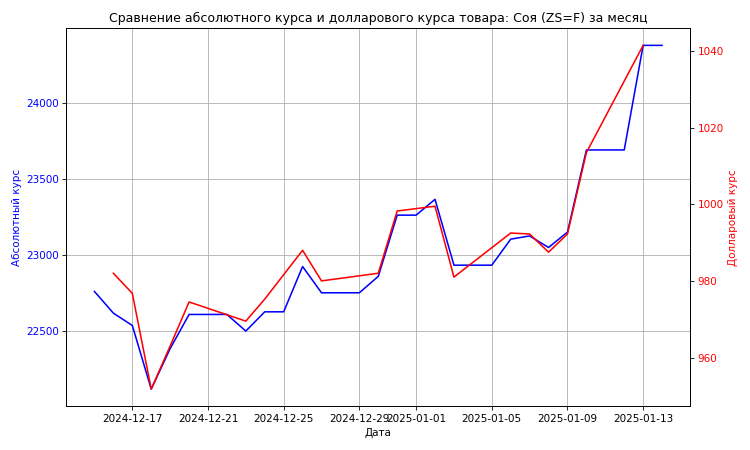 Сравнение абсолютного курса и долларового курса товара: Соя (ZS=F) за месяц
Абсолютный курс
24000
23500
23000
22500
1040
1020
1000
980
960
Долларовый курс
2024-12-17 2024-12-21 2024-12-25 2024-12-29 2025-01-01 2025-01-05 2025-01-09 2025-01-13
Дата